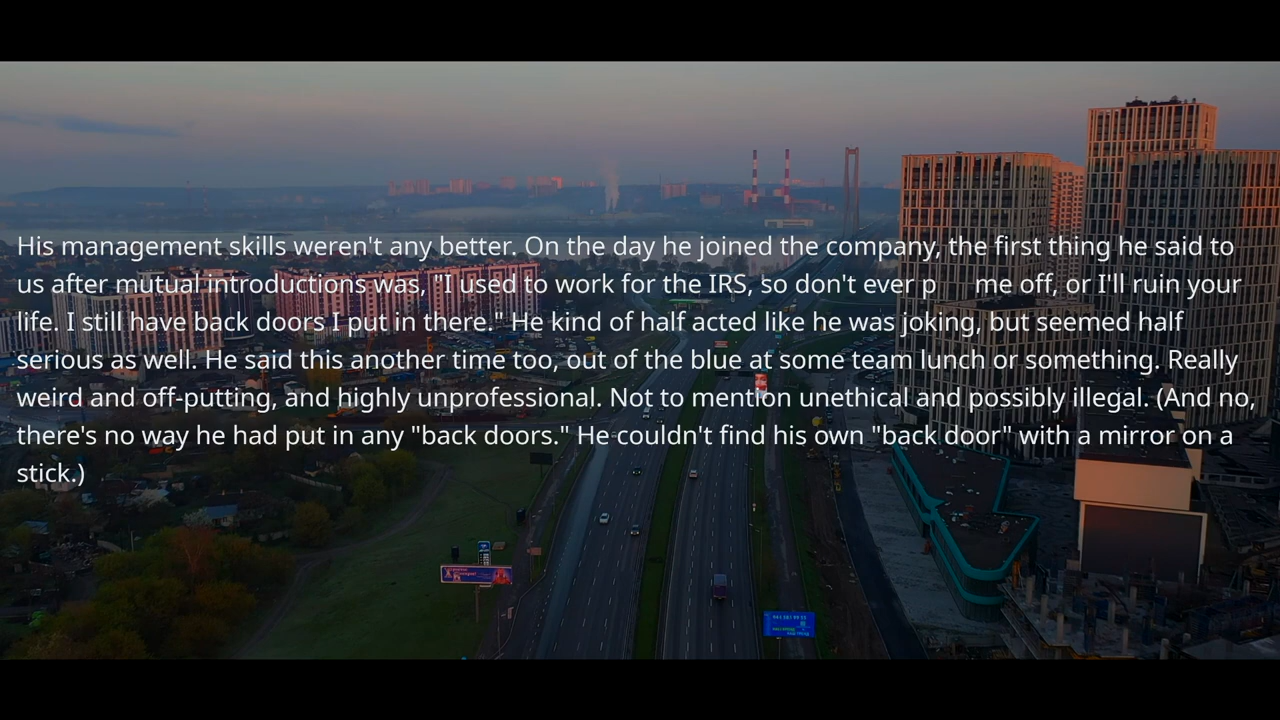 His management skills weren't any better. On the day he joined the company, the first thing he said to
us after mutual introductions was, "I used to work for the IRS, so don't ever p me off, or I'll ruin your
life. I still have back doors I put in there." He kind of half acted like he was joking, but seemed half
serious as well. He said this another time too, out of the blue at some team lunch or something. Really
weird and off-putting, and highly unprofessional. Not to mention unethical and possibly illegal. (And no,
there's no way he had put in any "back doors." He couldn't find his own "back door" with a mirror on a
stick.)